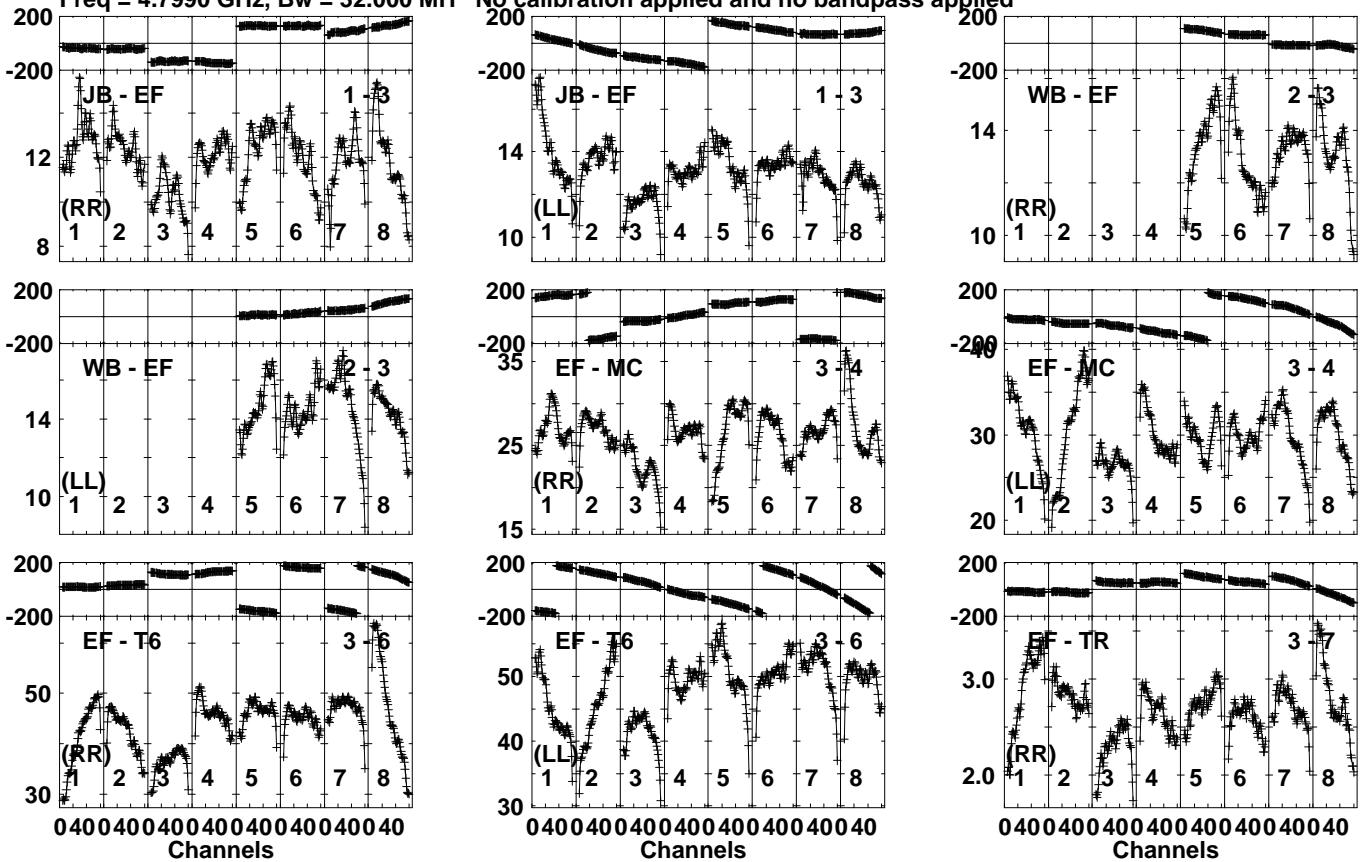 Freq = 4.7990 GHz, Bw = 32.000 MH No calibration applied and no bandpass applied
200 200 200
-200 -200 -200
JB - EF 1 - 3 JB - EF 1 - 3 WB - EF 2 - 3
12 14 14
(RR) (LL) (RR)
1 2 3 4 5 6 7 8 1 2 3 4 5 6 7 8 1 2 3 4 5 6 7 8
8 10 10
200 200 200
-200 -200 -200
35 40
WB - EF 2 - 3 EF - MC 3 - 4 EF - MC 3 - 4
14 25 30
10
(LL) (RR) (LL)
1 2 3 4 5 6 7 8 1 2 3 4 5 6 7 8 1 2 3 4 5 6 7 8
15 20
200 200 200
-200 -200 -200
EF - T6 3 - 6 EF - T6 3 - 6 EF - TR 3 - 7
50 50 3.0
40
(RR) (LL) (RR)
1 2 3 4 5 6 7 8 1 2 3 4 5 6 7 8 1 2 3 4 5 6 7 8
30 30 2.0
0 40 0 40 0 40 0 40 0 40 0 40 0 40 0 40 0 40 0 40 0 40 0 40 0 40 0 40 0 40 0 40 0 40 0 40 0 40 0 40 0 40 0 40 0 40 0 40
Channels Channels Channels